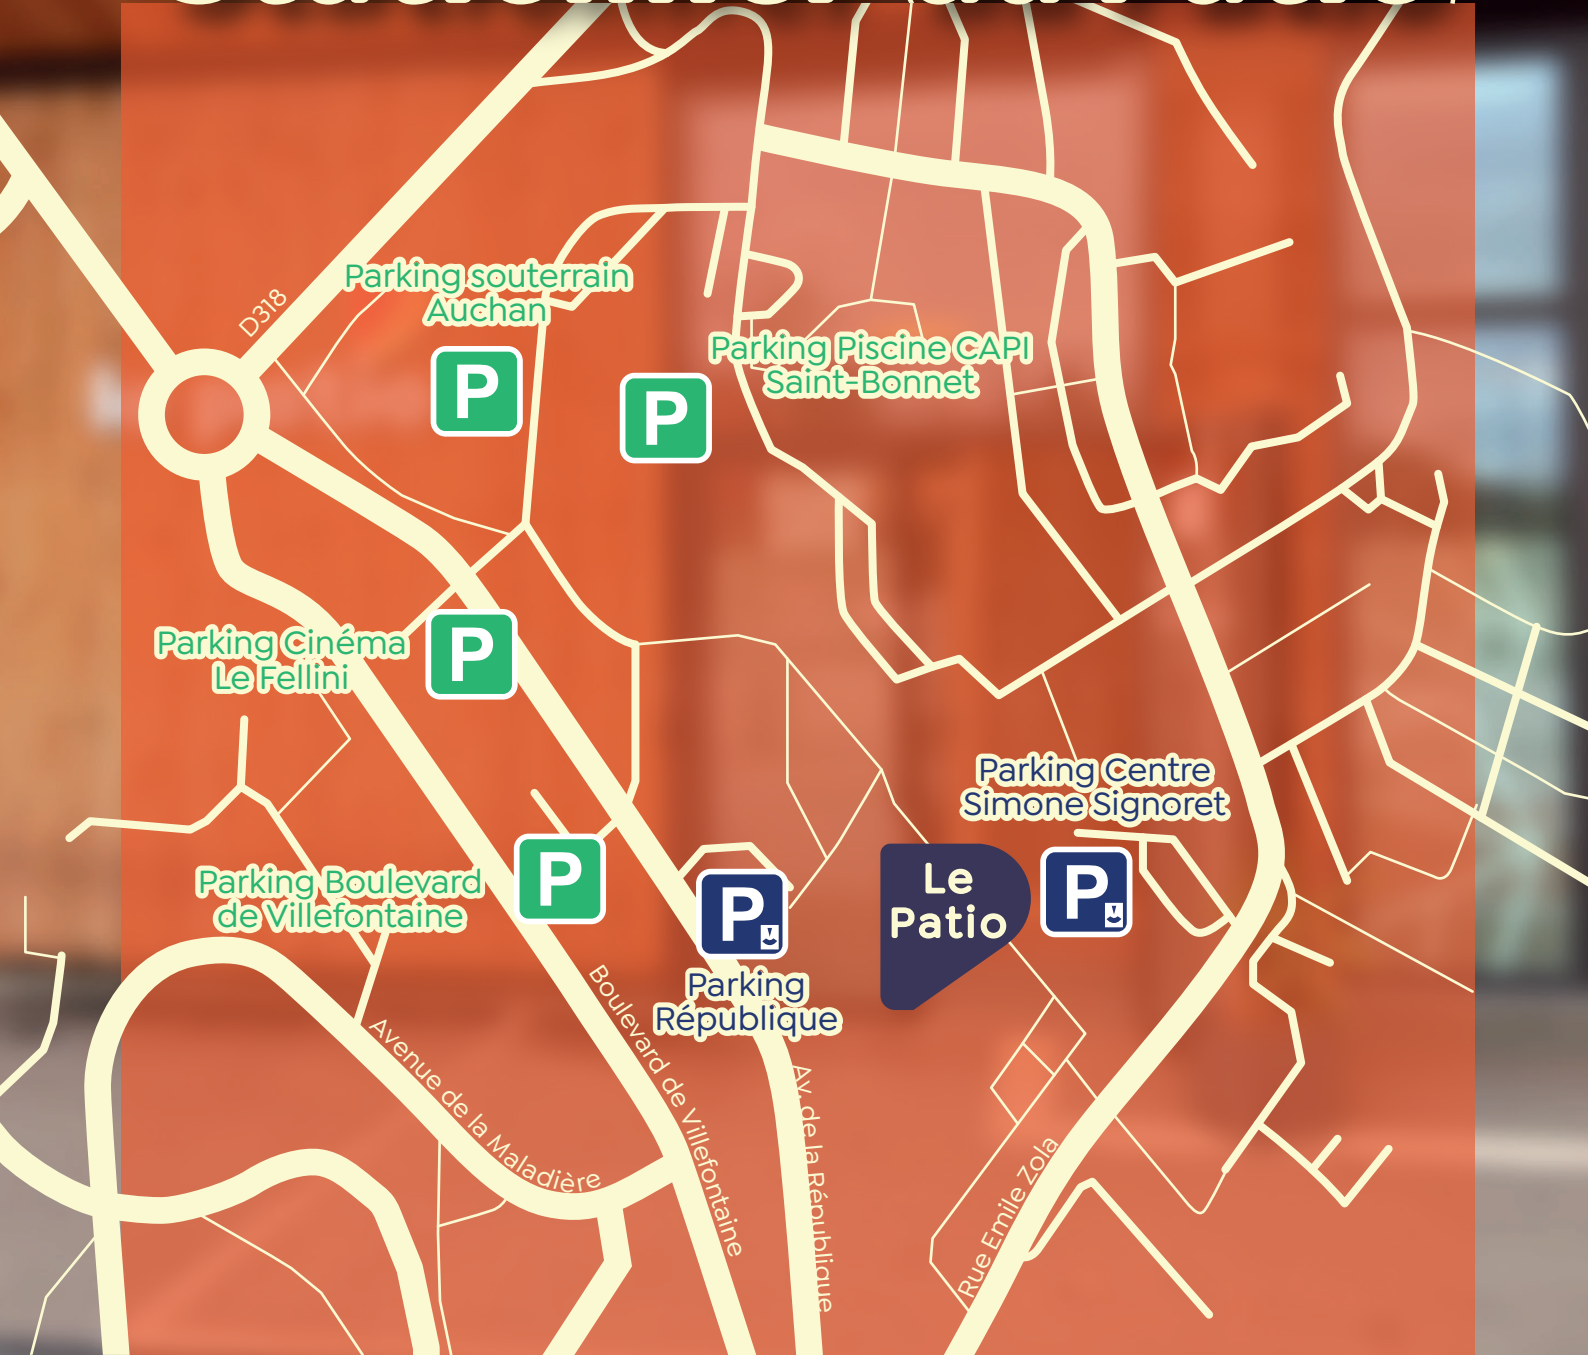 D318
Parking souterrain
Auchan
P
P
Parking Piscine CAPI
Saint-Bonnet
Parking Cinéma
Le Fellini
P
Parking Centre
Simone Signoret
P
Le
Patio
Parking Boulevard
de Villefontaine
P
P
Parking
République
Avenue de la Maladière
Boulevard de Villefontaine
Av. de la République
Rue Emile Zola